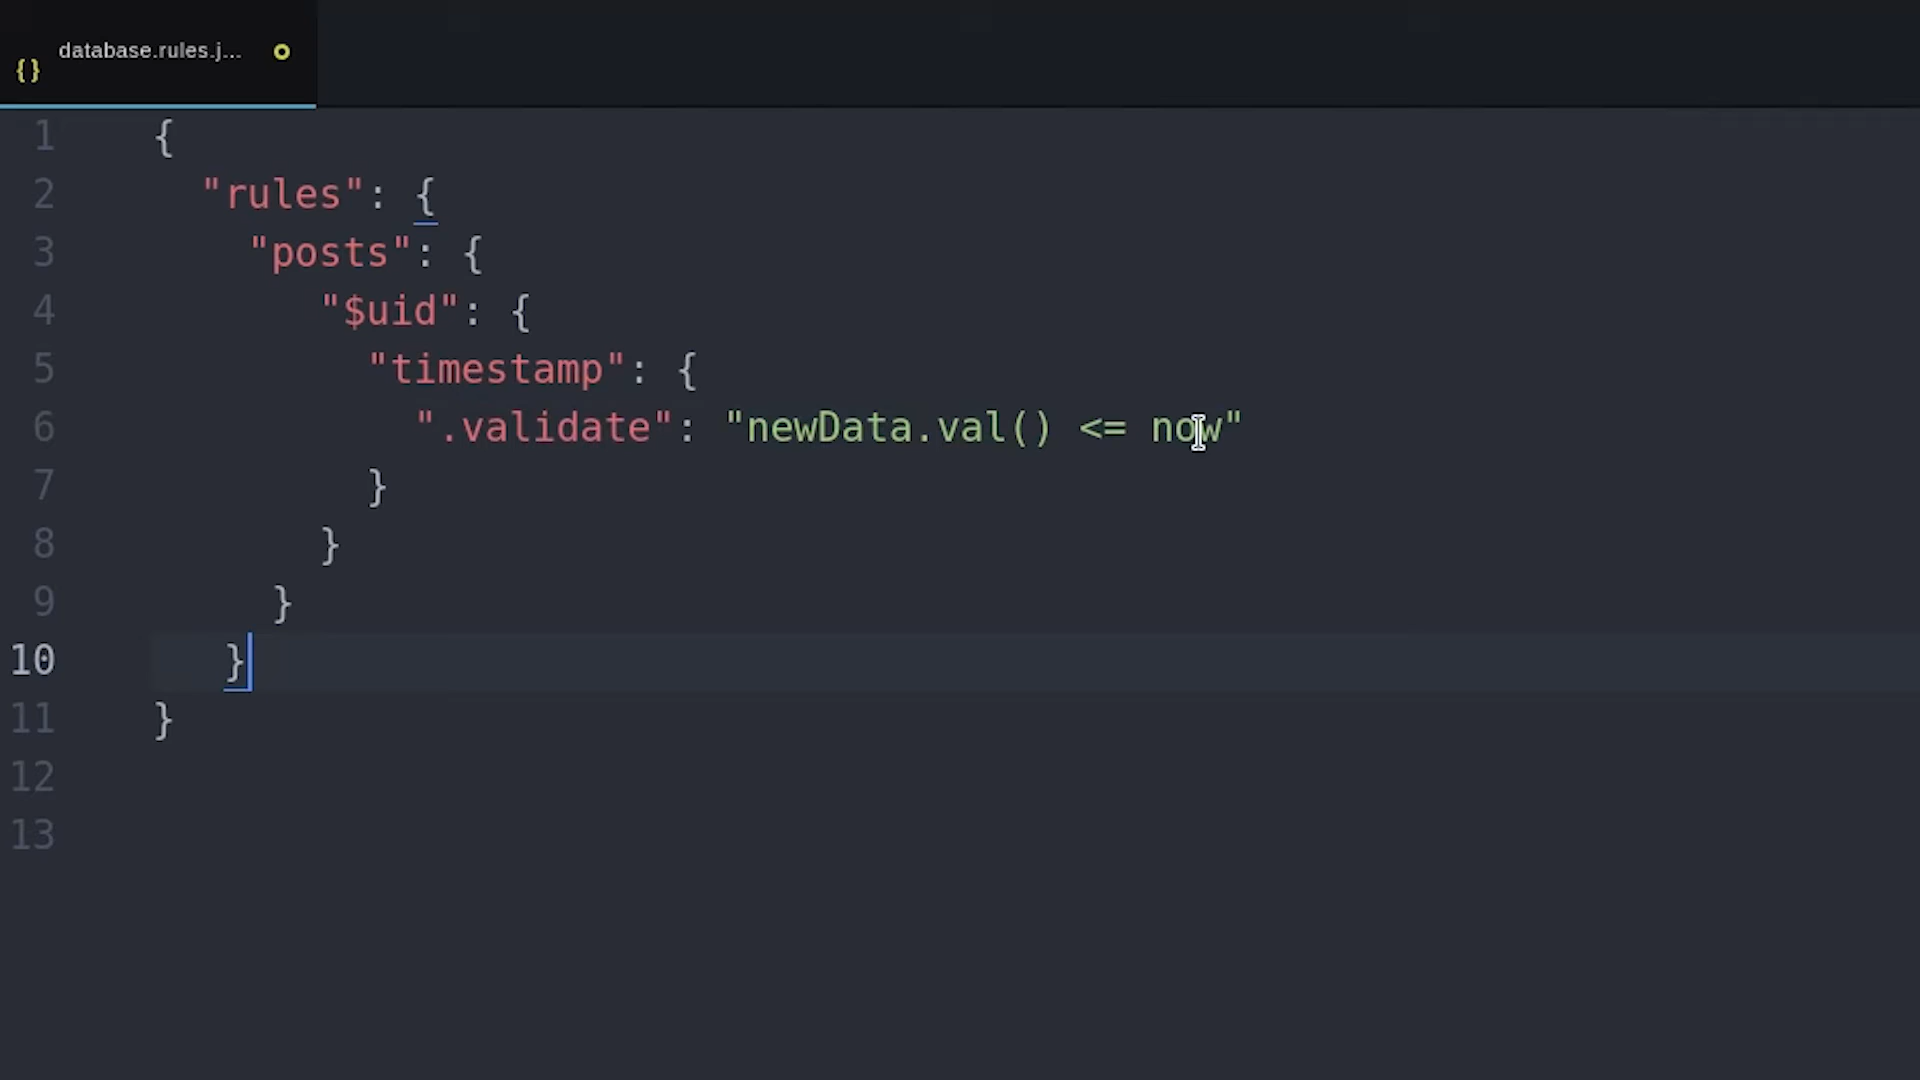 database.rules.j...
{}
1 {
2 "rules": {
3 "posts": {
4 "$uid": {
5 "timestamp": {
6 ".validate": "newData.val() <= now"
7 }
8 }
9 }
10 }
11 }
12
13